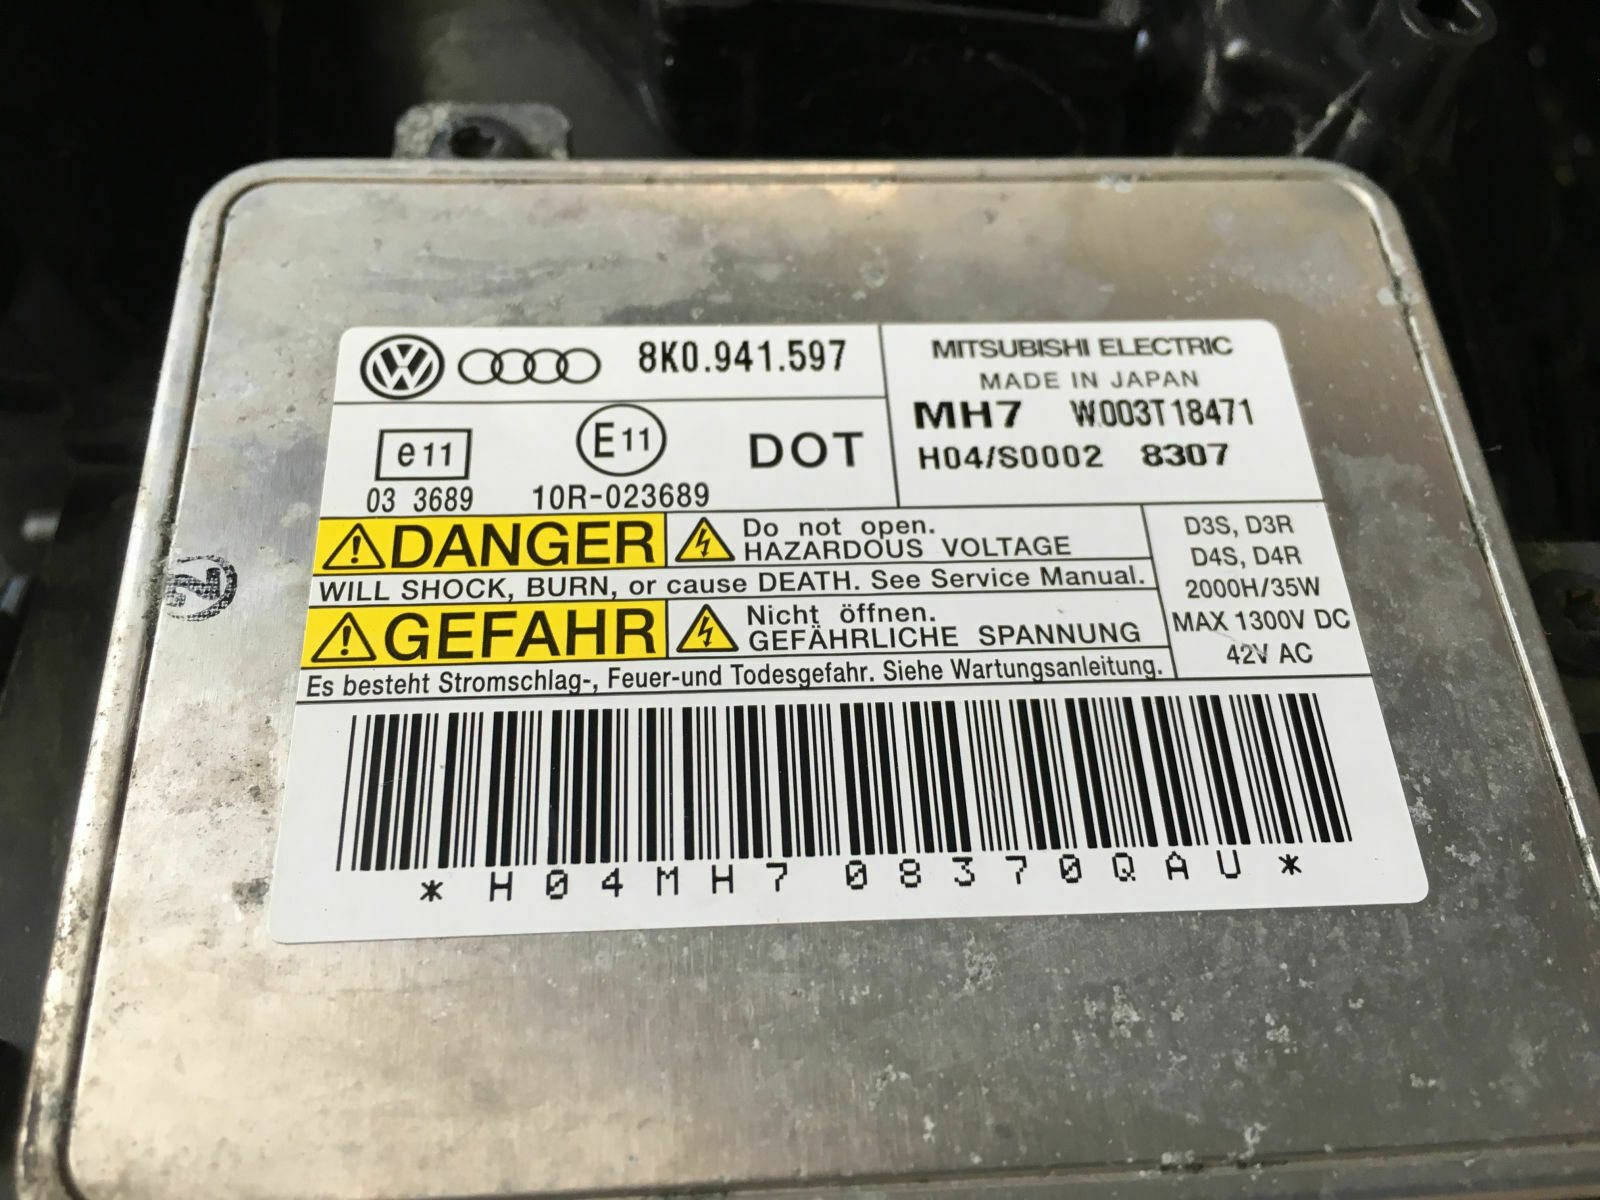 8K0.941.597
MITSUBISHI ELECTRIC
MADE IN JAPAN
MH7 W003T18471
H04/S0002 8307
e11
E11
DOT
03 3689
10R-023689
DANGER
Do not open.
HAZARDOUS VOLTAGE
WILL SHOCK, BURN, or cause DEATH. See Service Manual.
GEFAHR
Nicht öffnen.
GEFÄHRLICHE SPANNUNG
Es besteht Stromschlag-, Feuer-und Todesgefahr. Siehe Wartungsanleitung.
D3S, D3R
D4S, D4R
2000H/35W
MAX 1300V DC
42V AC
*H04MH708370QAU*